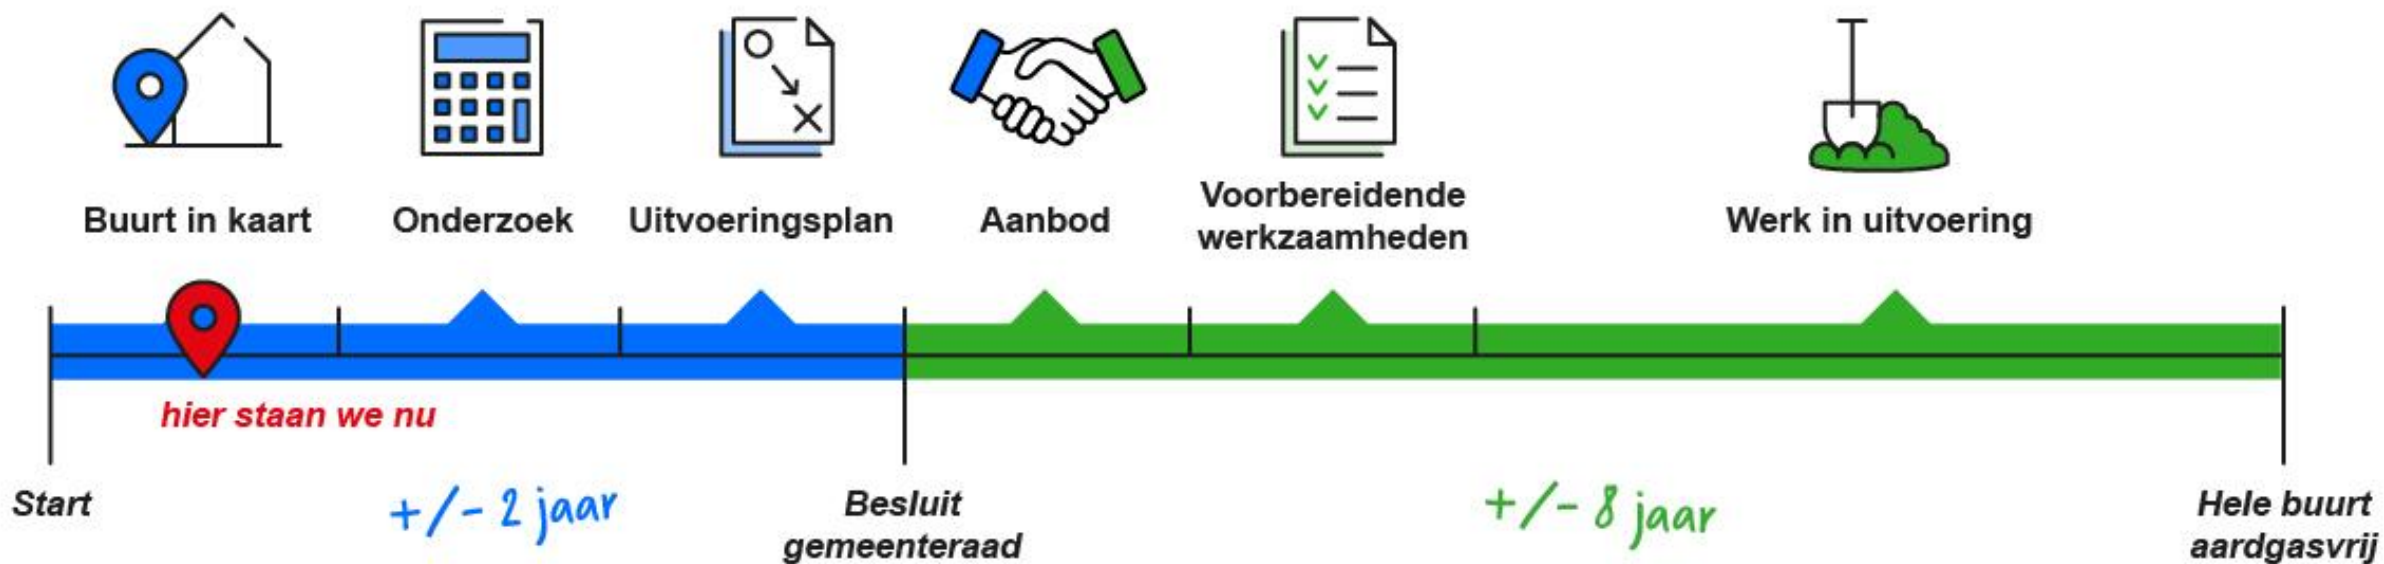 Buurt in kaart
Onderzoek
Uitvoeringsplan
Aanbod
Voorbereidende
werkzaamheden
Werk in uitvoering
hier staan we nu
Start
+/- 2 jaar
Besluit
gemeenteraad
+/- 8 jaar
Hele buurt
aardgasvrij